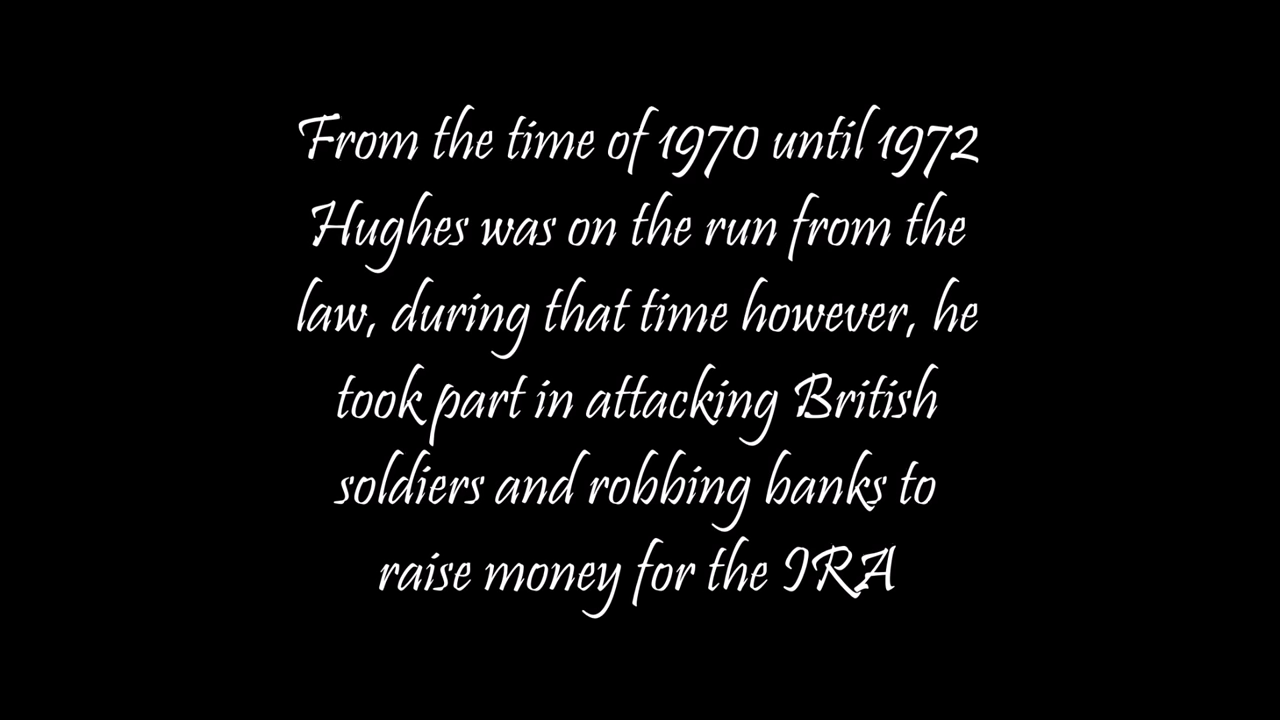 From the time of 1970 until 1972
Hughes was on the run from the
law, during that time however, he
took part in attacking British
soldiers and robbing banks to
raise money for the IRA